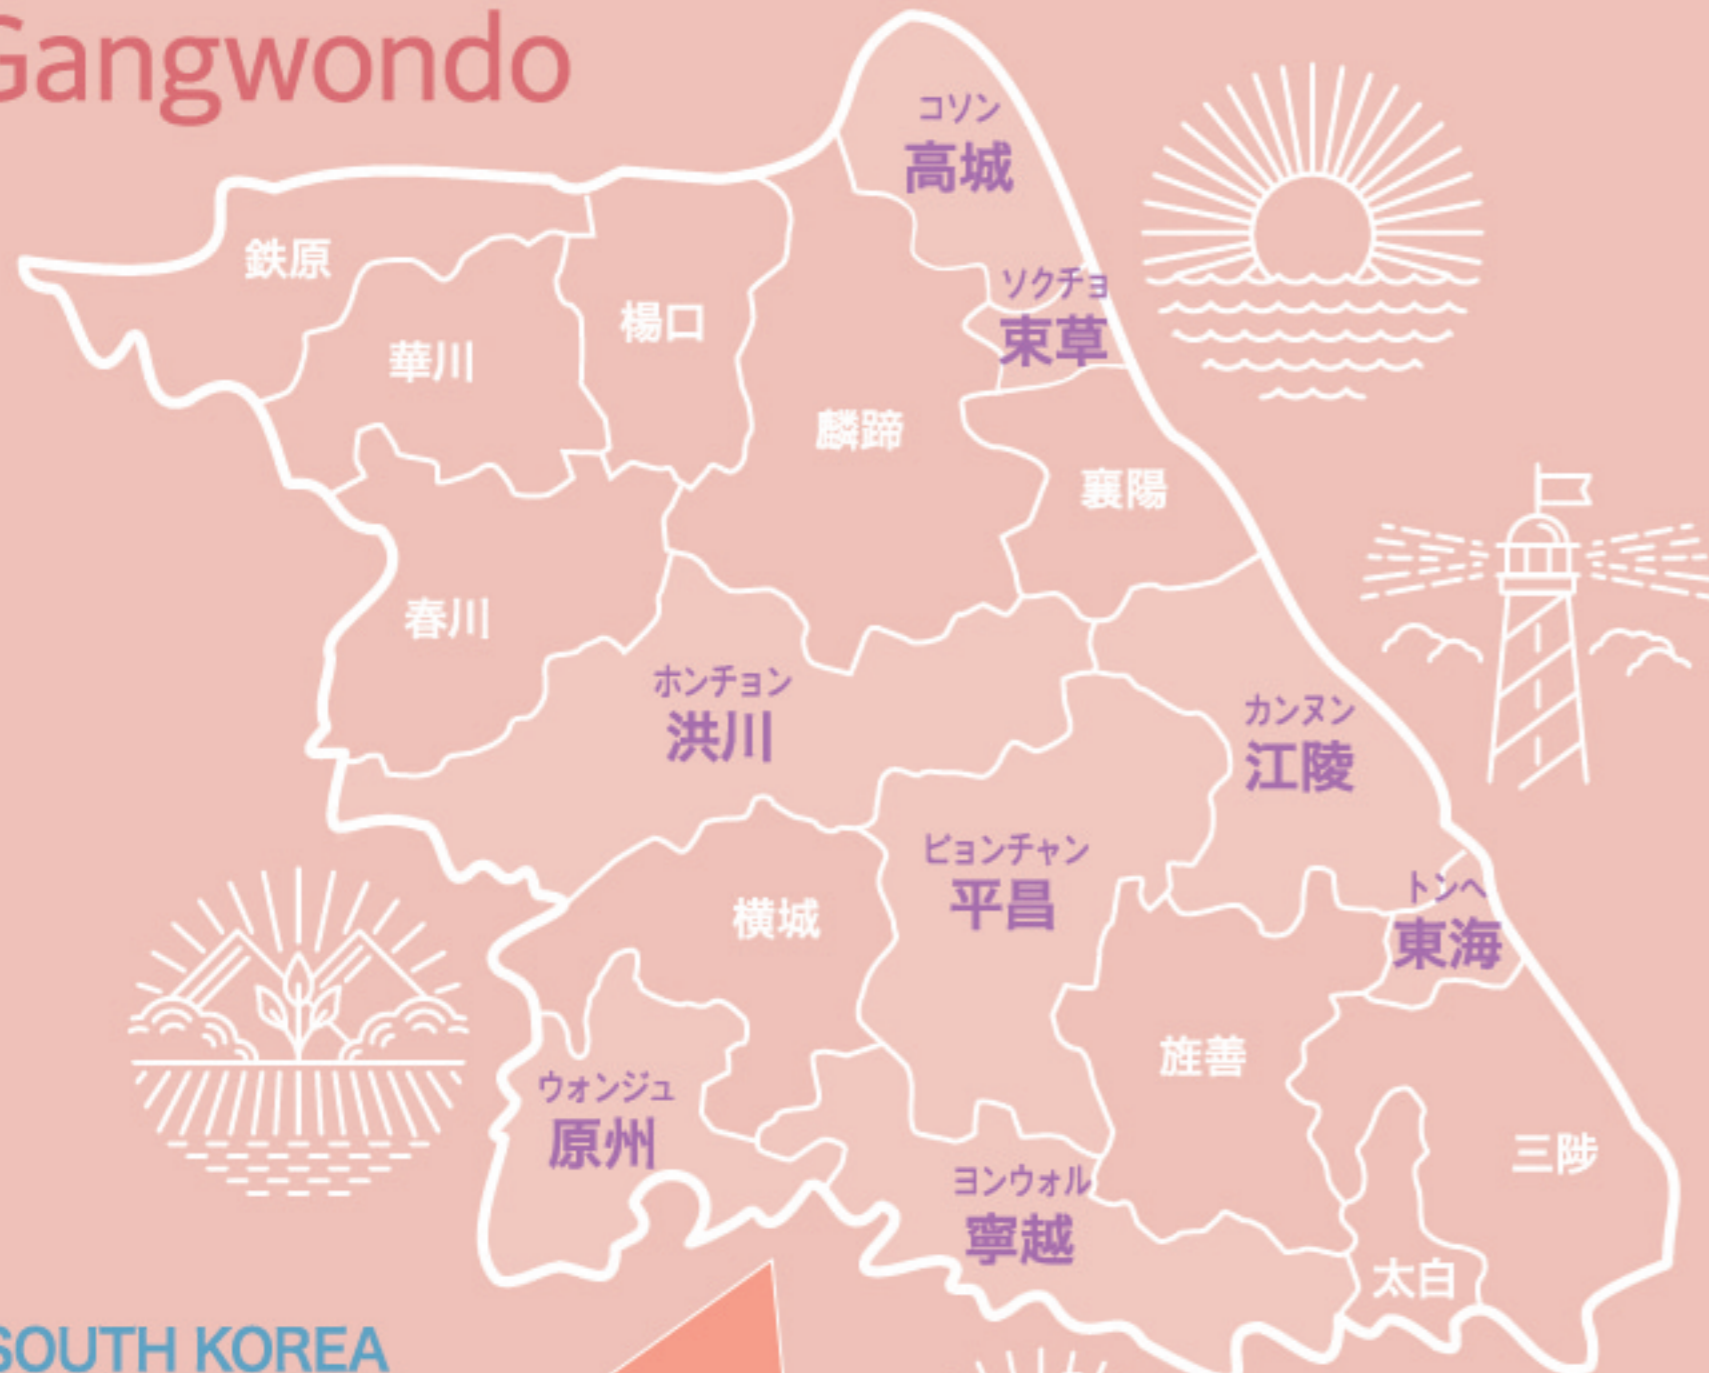 Gangwondo
コソン
高城
鉄原
ソクチョ
束草
楊口
華川
麟蹄
襄陽
春川
ホンチョン
洪川
カンヌン
江陵
ピョンチャン
平昌
トンヘ
東海
横城
旌善
ウォンジュ
原州
三陟
ヨンウォル
寧越
太白
SOUTH KOREA